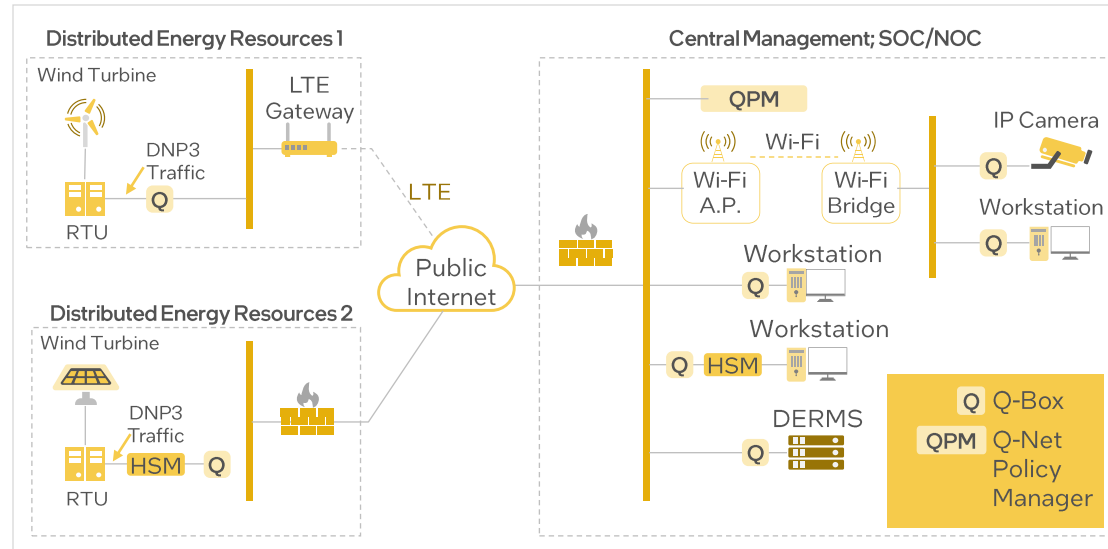 Distributed Energy Resources 1
Wind Turbine
LTE
Gateway
DNP3
Traffic
Q
RTU
LTE
Public
Internet
Distributed Energy Resources 2
Wind Turbine
DNP3
Traffic
HSM
Q
RTU
Central Management; SOC/NOC
QPM
Wi-Fi
Wi-Fi
A.P.
Wi-Fi
Bridge
IP Camera
Q
Workstation
Q
Workstation
Q
Workstation
Q
HSM
DERMS
Q
Q Q-Box
QPM Q-Net
Policy
Manager